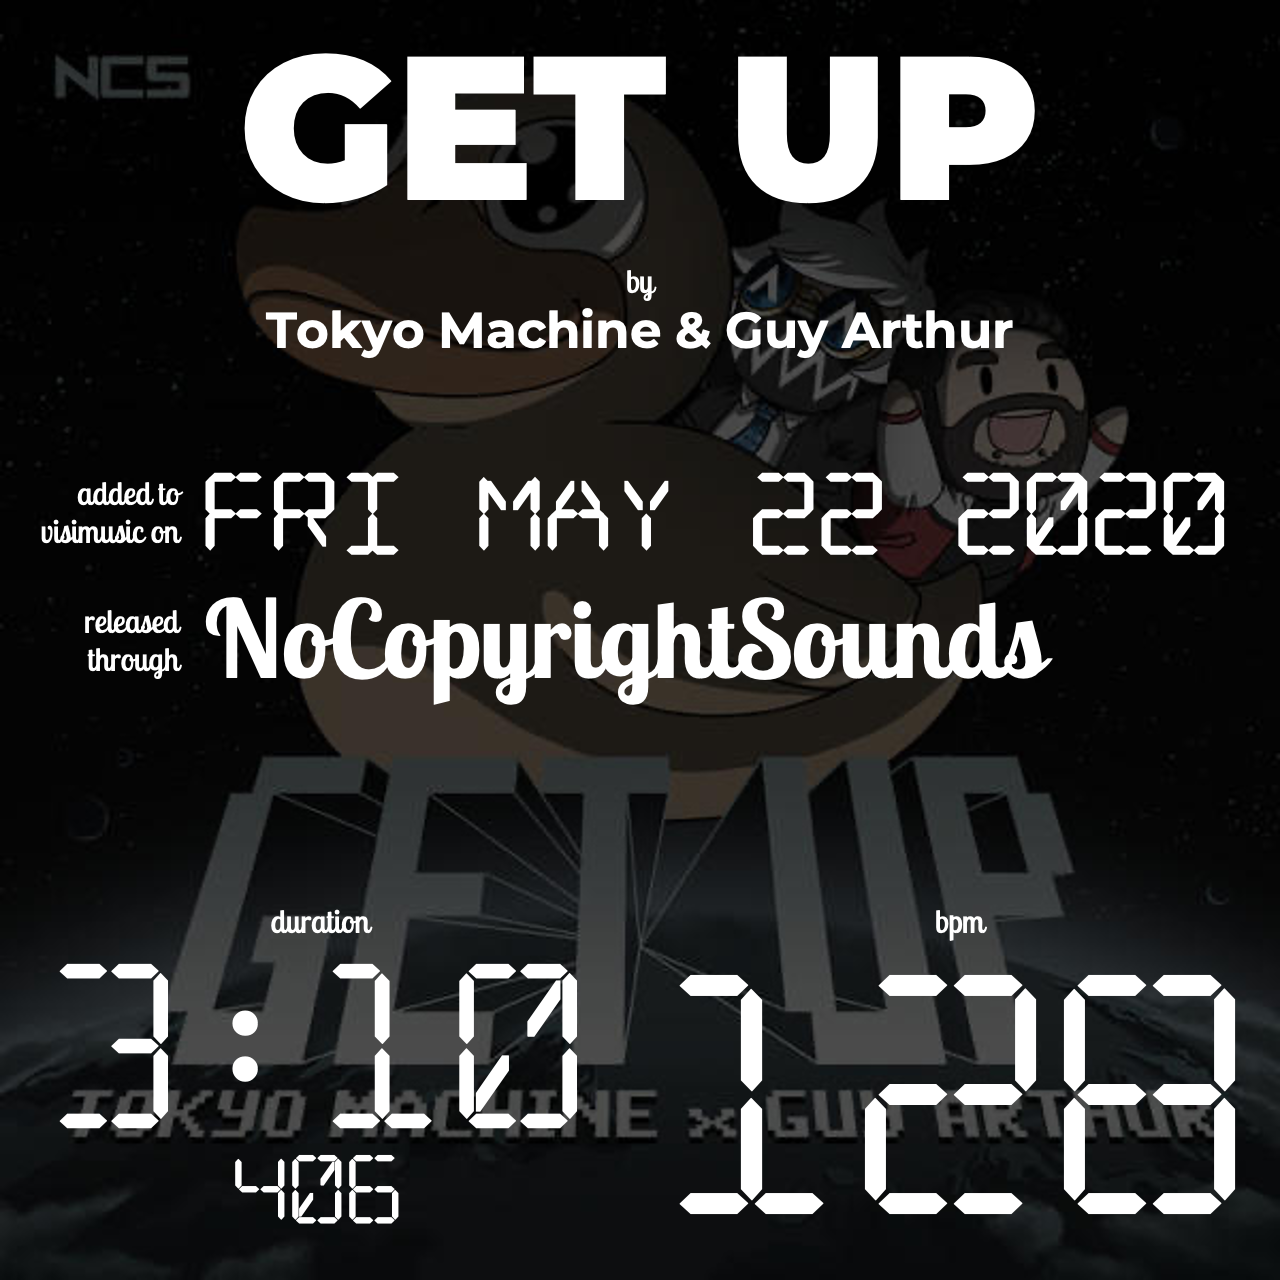 NCS
GET UP
by
Tokyo Machine & Guy Arthur
added to
visimusic on
FRI MAY 22 2020
released
through
NoCopyrightSounds
GET UP
duration
bpm
3:10
128
TOKYO MACHINE x GUY ARTHUR
406